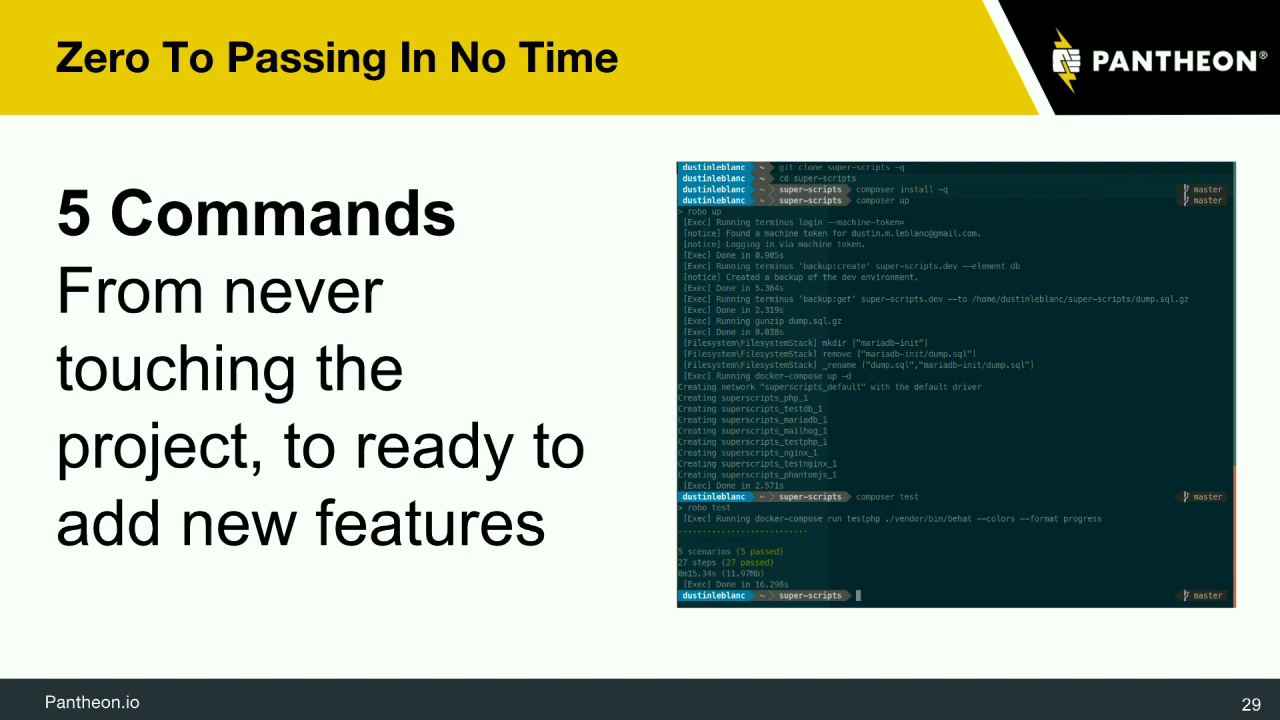 Zero To Passing In No Time
PANTHEON®
5 Commands
From never
touching the
project, to ready to
add new features
dustinleblanc ~ git clone super-scripts -q
dustinleblanc ~ cd super-scripts
dustinleblanc ~ super-scripts composer install -q master
dustinleblanc ~ super-scripts composer up master
> robo up
[Exec] Running terminus login --machine-token=
[notice] Found a machine token for dustin.m.leblanc@gmail.com.
[notice] Logging in via machine token.
[Exec] Done in 0.905s
[Exec] Running terminus 'backup:create' super-scripts.dev --element db
[notice] Created a backup of the dev environment.
[Exec] Done in 5.364s
[Exec] Running terminus 'backup:get' super-scripts.dev --to /home/dustinleblanc/super-scripts/dump.sql.gz
[Exec] Done in 2.319s
[Exec] Running gunzip dump.sql.gz
[Exec] Done in 0.038s
[Filesystem\FilesystemStack] mkdir ["mariadb-init"]
[Filesystem\FilesystemStack] remove ["mariadb-init/dump.sql"]
[Filesystem\FilesystemStack] _rename ["dump.sql","mariadb-init/dump.sql"]
[Exec] Running docker-compose up -d
Creating network "superscripts_default" with the default driver
Creating superscripts_php_1
Creating superscripts_testdb_1
Creating superscripts_mariadb_1
Creating superscripts_mailhog_1
Creating superscripts_testphp_1
Creating superscripts_nginx_1
Creating superscripts_testnginx_1
Creating superscripts_phantomjs_1
[Exec] Done in 2.571s
dustinleblanc ~ super-scripts composer test master
> robo test
[Exec] Running docker-compose run testphp ./vendor/bin/behat --colors --format progress
...........................
5 scenarios (5 passed)
27 steps (27 passed)
0m15.34s (11.97Mb)
[Exec] Done in 16.298s
dustinleblanc ~ super-scripts master
Pantheon.io
29